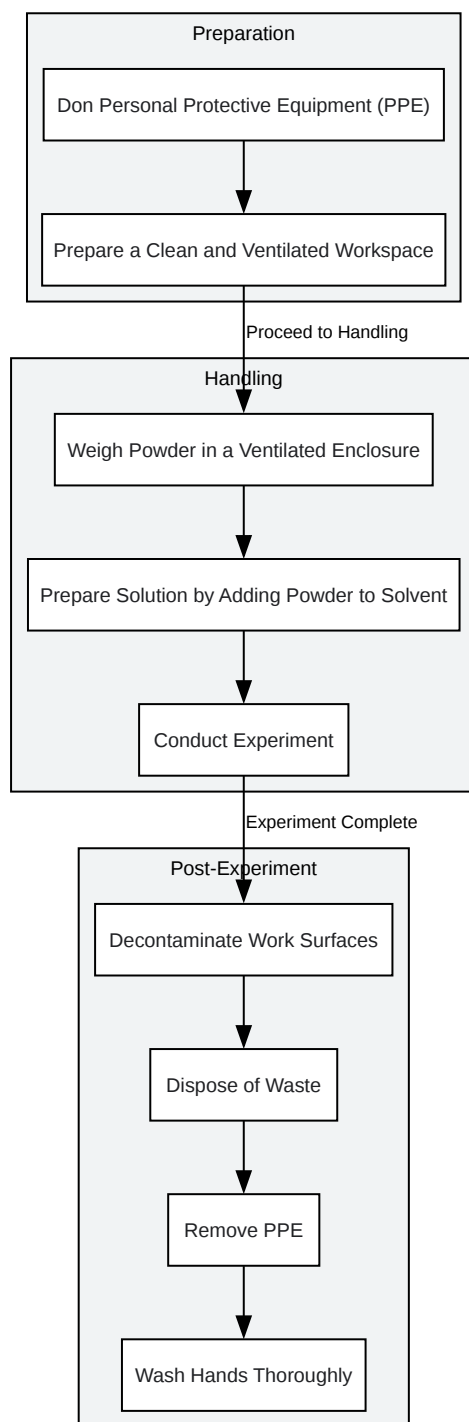 Preparation
Don Personal Protective Equipment (PPE)
Prepare a Clean and Ventilated Workspace
Proceed to Handling
Handling
Weigh Powder in a Ventilated Enclosure
Prepare Solution by Adding Powder to Solvent
Conduct Experiment
Experiment Complete
Post-Experiment
Decontaminate Work Surfaces
Dispose of Waste
Remove PPE
Wash Hands Thoroughly